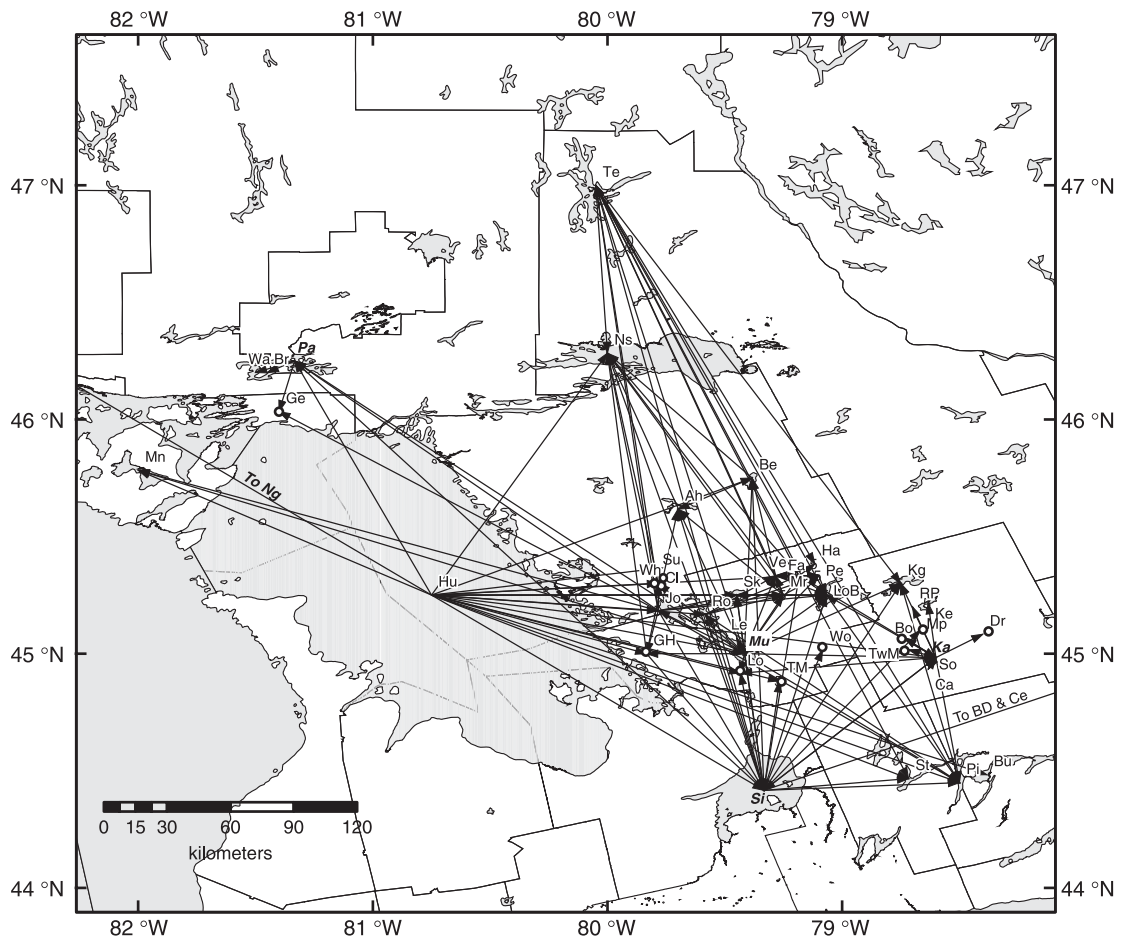 82 °W 81 °W 80 °W 79 °W
47 °N 47 °N
Te
Ns
Pa
Wa Br
Ge
46 °N 46 °N
Mn
To Ng
Be
Ah
Hu
Su
Wh Cl
Jo
Ha
Ve Fa
Sk Mr Pe
LoB
Kg
RP
Ro
Le
Ke
Bo Mp
Dr
Mu
Wo
Ka
GH
Lo
TM
TwM
So
Ca
45 °N 45 °N
To BD & Ce
St
Pi
Bu
Si
0 15 30 60 90 120
kilometers
44 °N 44 °N
82 °W 81 °W 80 °W 79 °W